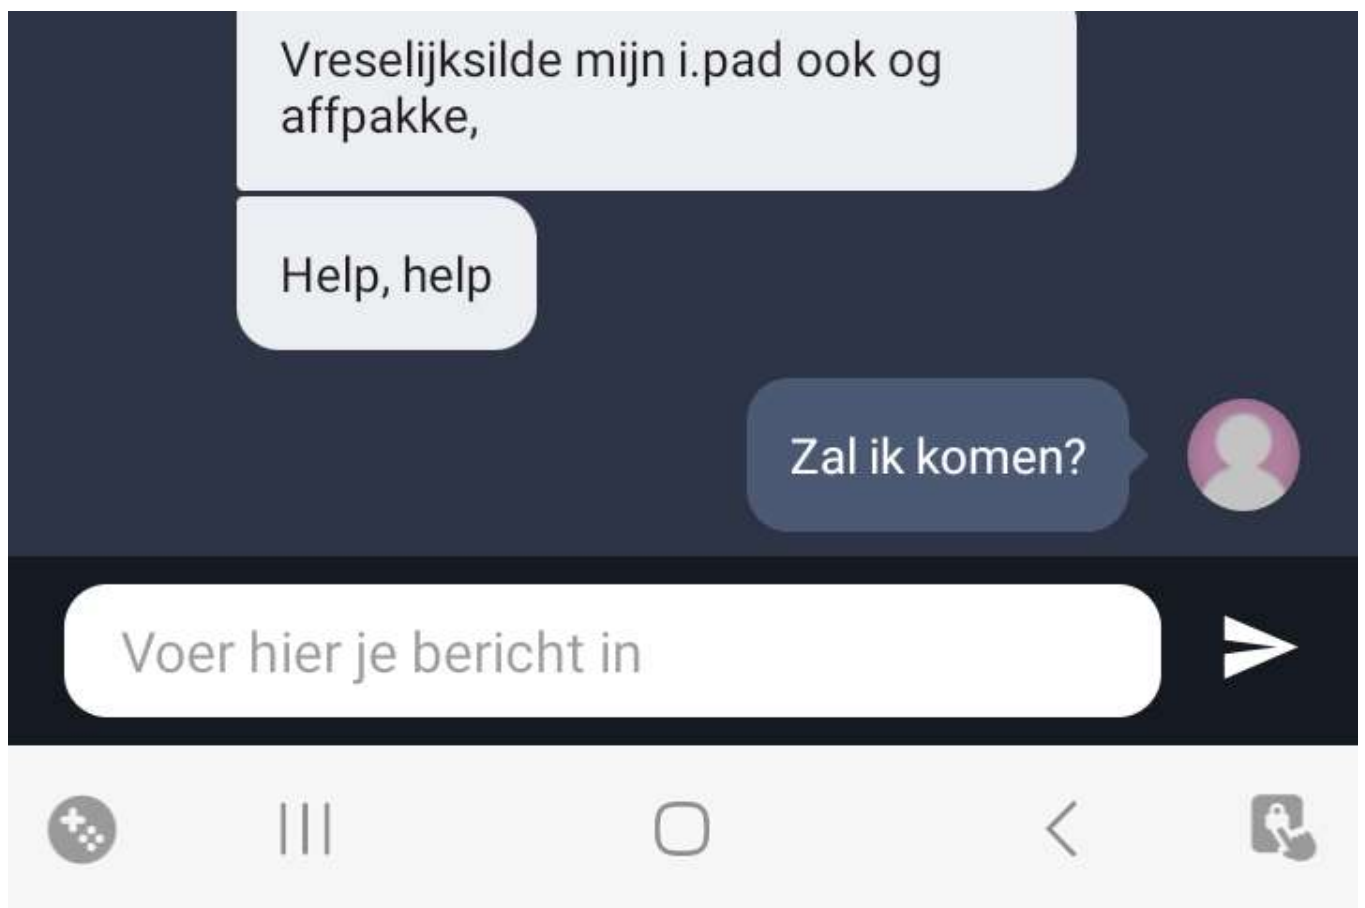 Vreselijksilde mijn i.pad ook og
affpakke,
Help, help
Zal ik komen?
Voer hier je bericht in